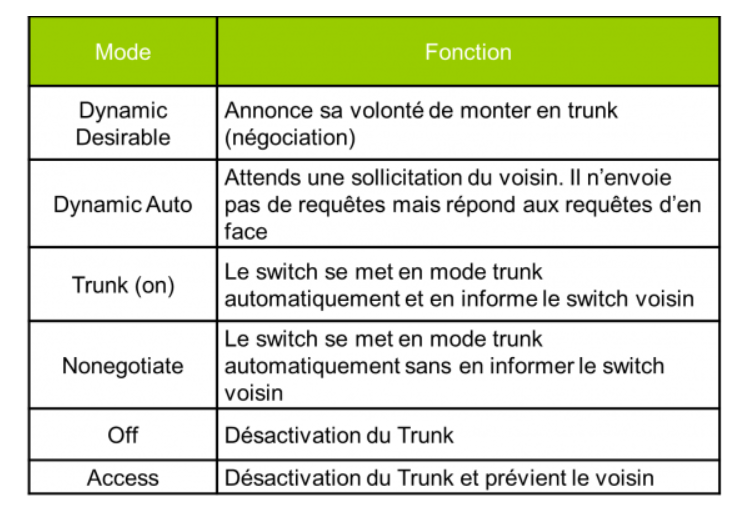 Mode
Fonction
Dynamic
Desirable
Annonce sa volonté de monter en trunk
(négociation)
Dynamic Auto
Attends une sollicitation du voisin. Il n’envoie
pas de requêtes mais répond aux requêtes d’en
face
Trunk (on)
Le switch se met en mode trunk
automatiquement et en informe le switch voisin
Nonegotiate
Le switch se met en mode trunk
automatiquement sans en informer le switch
voisin
Off
Désactivation du Trunk
Access
Désactivation du Trunk et prévient le voisin